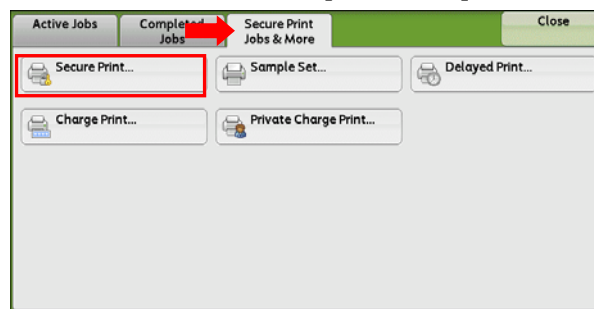 Active Jobs
Completed
Jobs
Secure Print
Jobs & More
Close
Secure Print...
Sample Set...
Delayed Print...
Charge Print...
Private Charge Print...